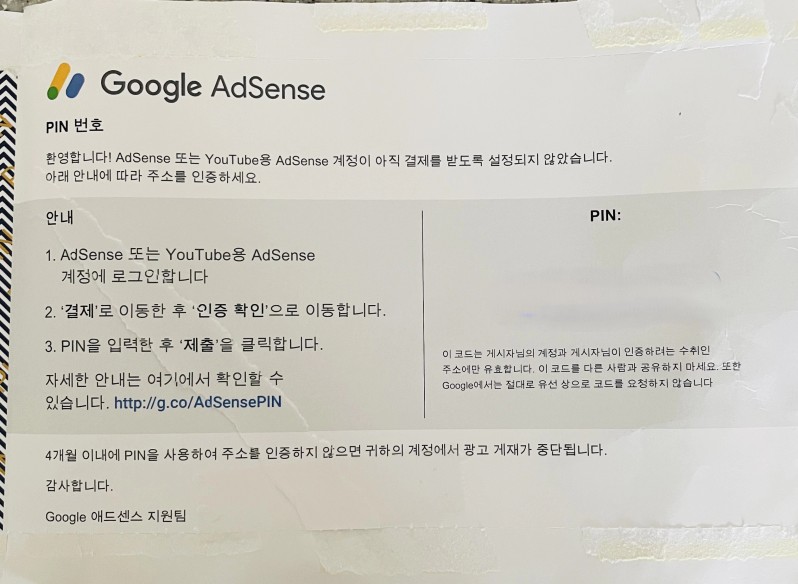 Google AdSense
PIN 번호
환영합니다! AdSense 또는 YouTube용 AdSense 계정이 아직 결제를 받도록 설정되지 않았습니다.
아래 안내에 따라 주소를 인증하세요.
안내
1. AdSense 또는 YouTube용 AdSense
계정에 로그인합니다
2. ‘결제’로 이동한 후 ‘인증 확인’으로 이동합니다.
3. PIN을 입력한 후 ‘제출’을 클릭합니다.
자세한 안내는 여기에서 확인할 수
있습니다. http://g.co/AdSensePIN
PIN:
이 코드는 게시자님의 계정과 게시자님이 인증하려는 수취인
주소에만 유효합니다. 이 코드를 다른 사람과 공유하지 마세요. 또한
Google에서는 절대로 유선 상으로 코드를 요청하지 않습니다
4개월 이내에 PIN을 사용하여 주소를 인증하지 않으면 귀하의 계정에서 광고 게재가 중단됩니다.
감사합니다.
Google 애드센스 지원팀